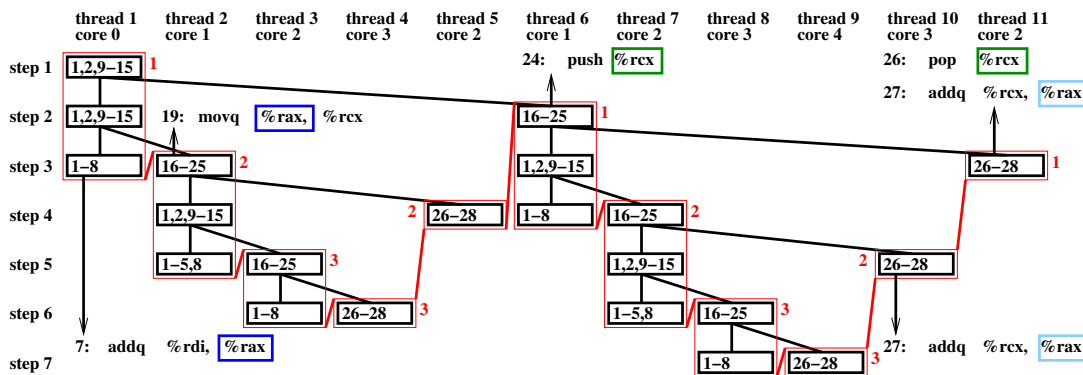 thread 1 thread 2 thread 3 thread 4 thread 5 thread 6 thread 7 thread 8 thread 9 thread 10 thread 11
core 0 core 1 core 2 core 3 core 2 core 1 core 2 core 3 core 4 core 3 core 2
24: push %rcx 26: pop %rcx
step 1 1,2,9−15 1
27: addq %rcx, %rax
step 2 1,2,9−15 19: movq %rax, %rcx 16−25 1
step 3 1−8 16−25 2 1,2,9−15 26−28 1
step 4 1,2,9−15 2 26−28 1−8 16−25 2
step 5 1−5,8 16−25 3 1,2,9−15 2 26−28
step 6 1−8 26−28 3 1−5,8 16−25 3
7: addq %rdi, %rax 27: addq %rcx, %rax
step 7 1−8 26−28 3